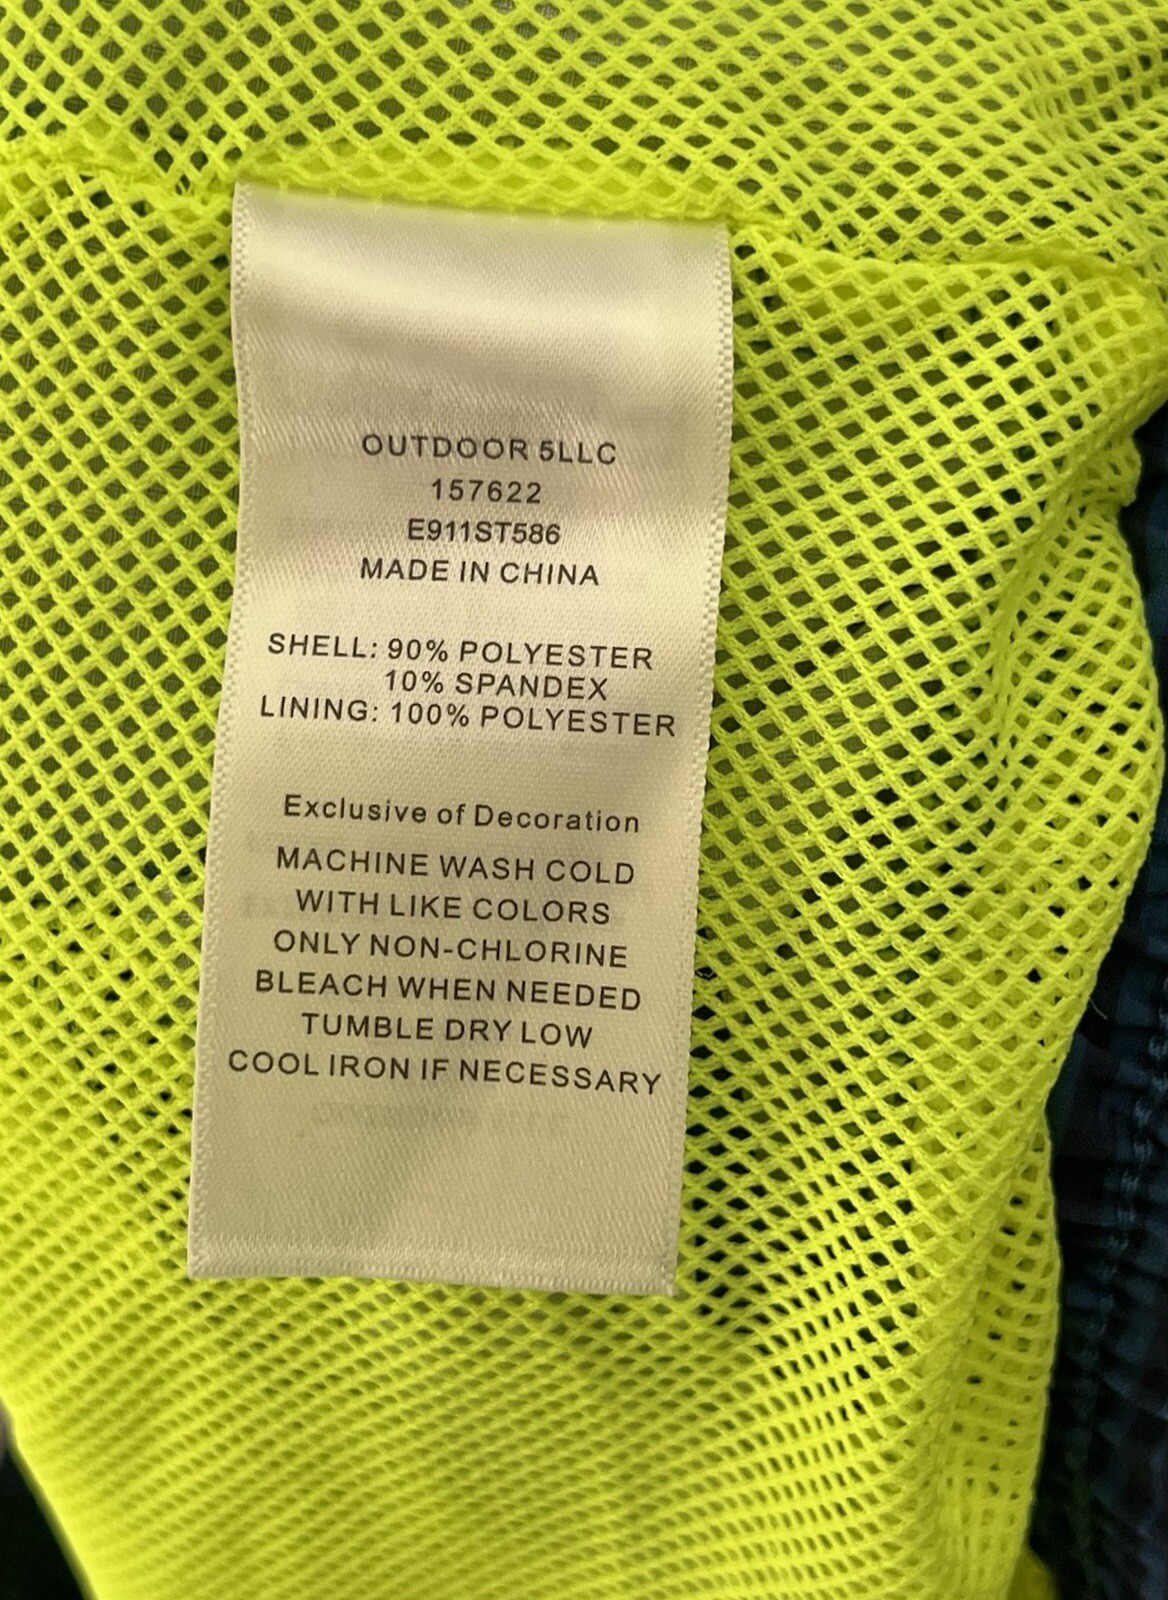 OUTDOOR 5LLC
157622
E911ST586
MADE IN CHINA
SHELL: 90% POLYESTER
10% SPANDEX
LINING: 100% POLYESTER
Exclusive of Decoration
MACHINE WASH COLD
WITH LIKE COLORS
ONLY NON-CHLORINE
BLEACH WHEN NEEDED
TUMBLE DRY LOW
COOL IRON IF NECESSARY